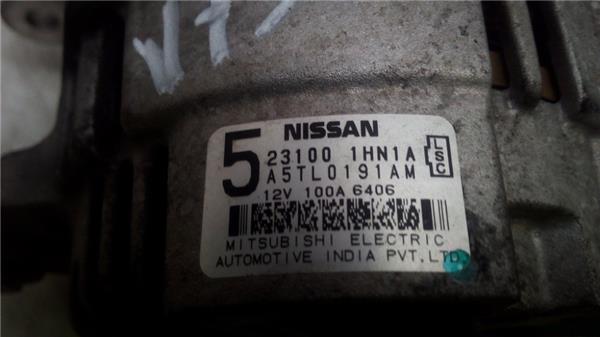 NISSAN
5 23100 1HN1A
A5TL0191AM
LSC
12V 100A 6406
MITSUBISHI ELECTRIC
AUTOMOTIVE INDIA PVT.LTD.